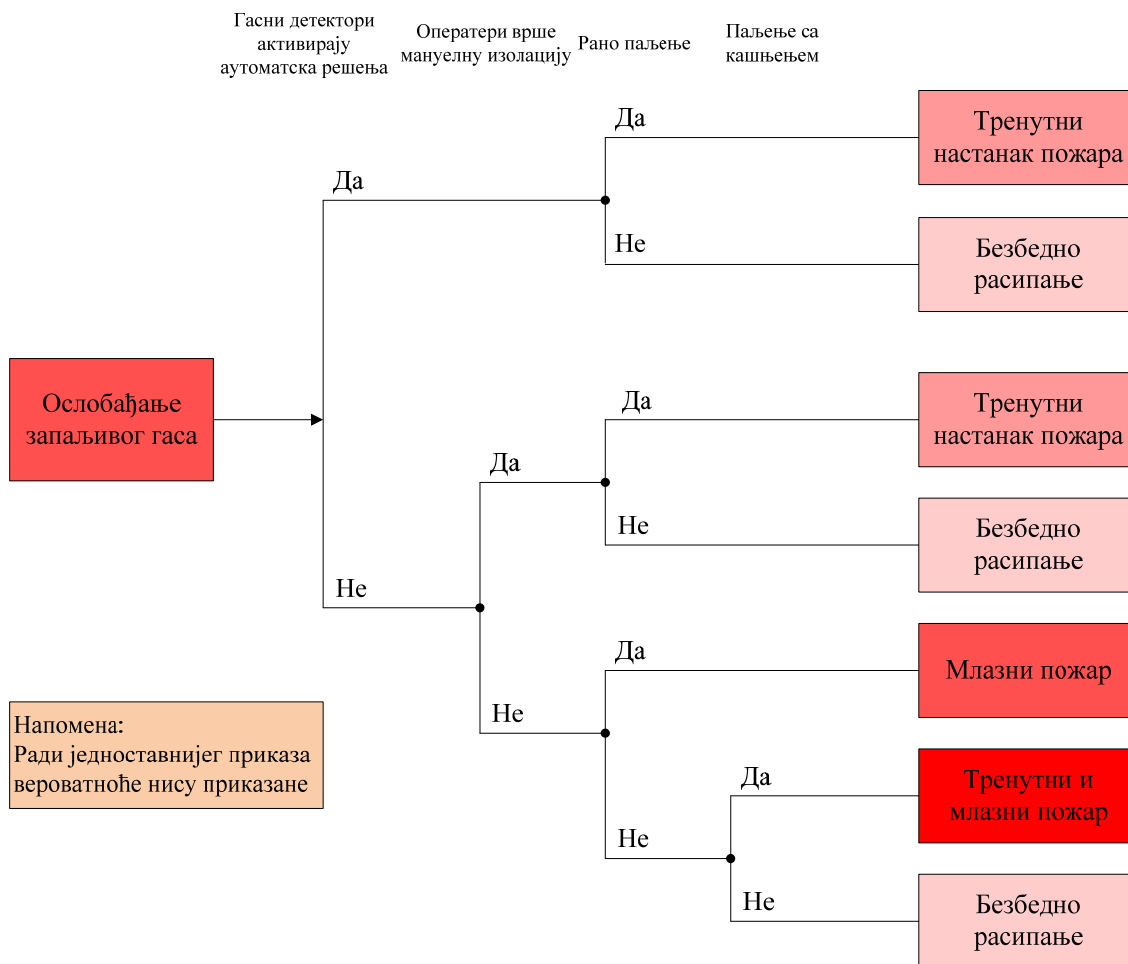 Гасни детектори
активирају
аутоматска решења
Оператери врше
мануелну изолацију
Рано паљење
Паљење са
кашњењем
Да
Тренутни
настанак пожара
Да
Не
Безбедно
расипање
Ослобађање
запаљивог гаса
Да
Тренутни
настанак пожара
Да
Не
Безбедно
расипање
Не
Да
Млазни пожар
Не
Напомена:
Ради једноставнијег приказа
вероватноће нису приказане
Да
Тренутни и
млазни пожар
Не
Не
Безбедно
расипање